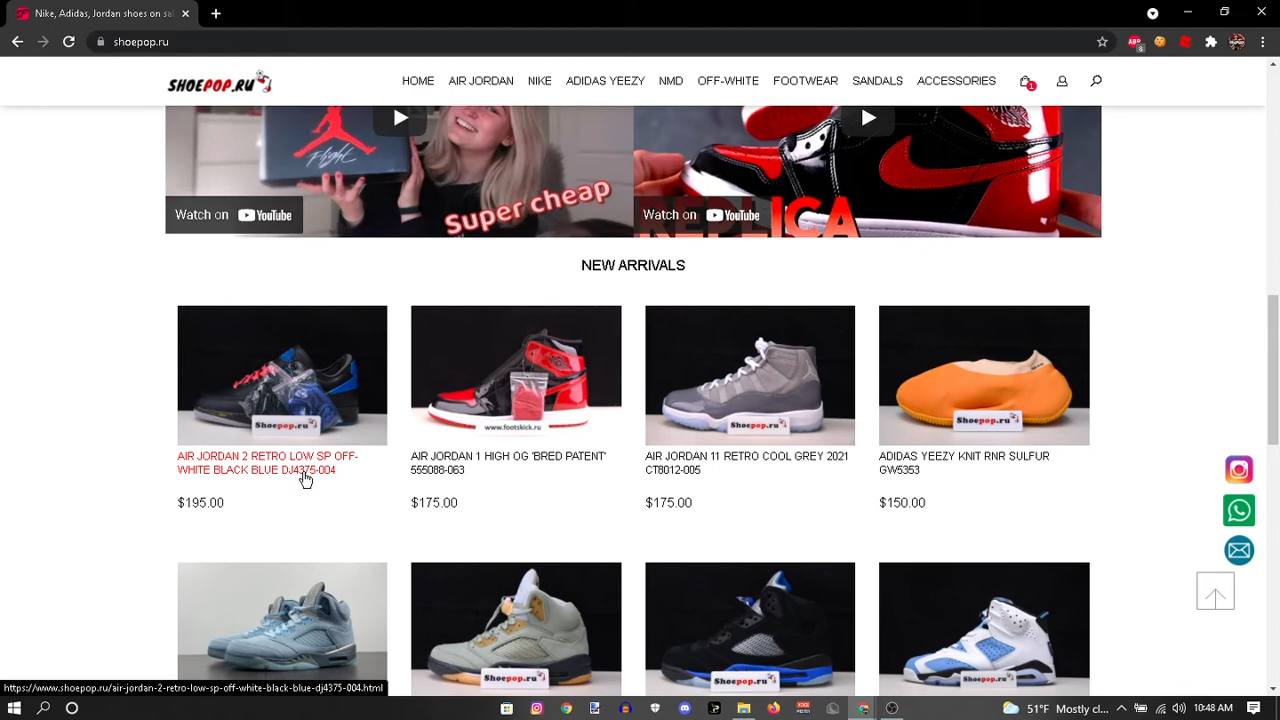 Nike, Adidas, Jordan shoes on sal
shoepop.ru
SHOEPOP.RU
HOME AIR JORDAN NIKE ADIDAS YEEZY NMD OFF-WHITE FOOTWEAR SANDALS ACCESSORIES
1
Flight
Super cheap
Watch on YouTube
Watch on YouTube
REPLICA
NEW ARRIVALS
Shoepop.ru
www.footskick.ru
Shoepop.ru
Shoepop.ru
AIR JORDAN 2 RETRO LOW SP OFF-
WHITE BLACK BLUE DJ4375-004
$195.00
AIR JORDAN 1 HIGH OG 'BRED PATENT'
555088-063
$175.00
AIR JORDAN 11 RETRO COOL GREY 2021
CT8012-005
$175.00
ADIDAS YEEZY KNIT RNR SULFUR
GW5353
$150.00
Shoepop.ru
Shoepop.ru
Shoepop.ru
https://www.shoepop.ru/air-jordan-2-retro-low-sp-off-white-black-blue-dj4375-004.html
51°F Mostly cl...
10:48 AM